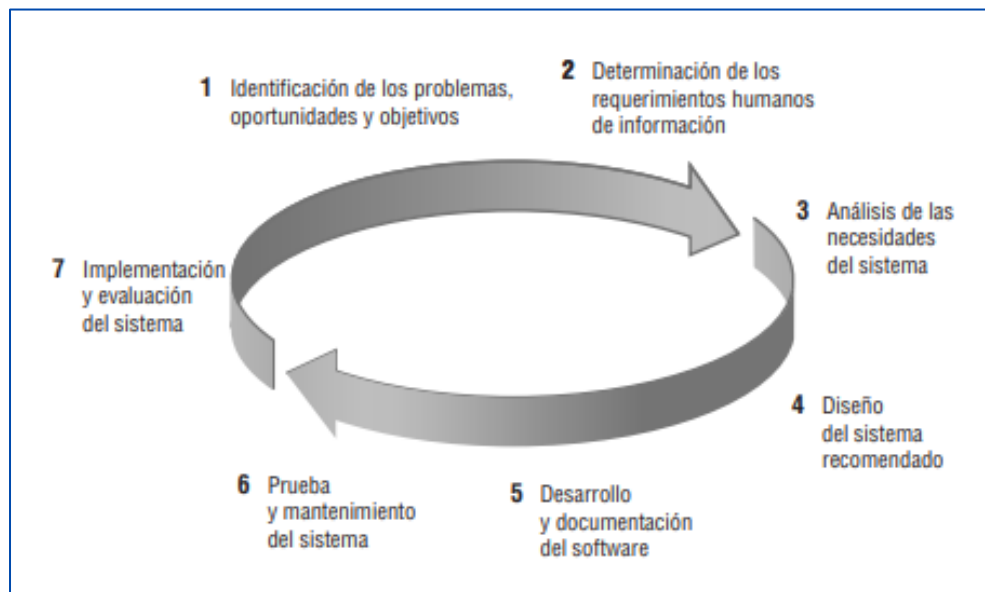 1 Identificación de los problemas,
oportunidades y objetivos
2 Determinación de los
requerimientos humanos
de información
3 Análisis de las
necesidades
del sistema
4 Diseño
del sistema
recomendado
5 Desarrollo
y documentación
del software
6 Prueba
y mantenimiento
del sistema
7 Implementación
y evaluación
del sistema